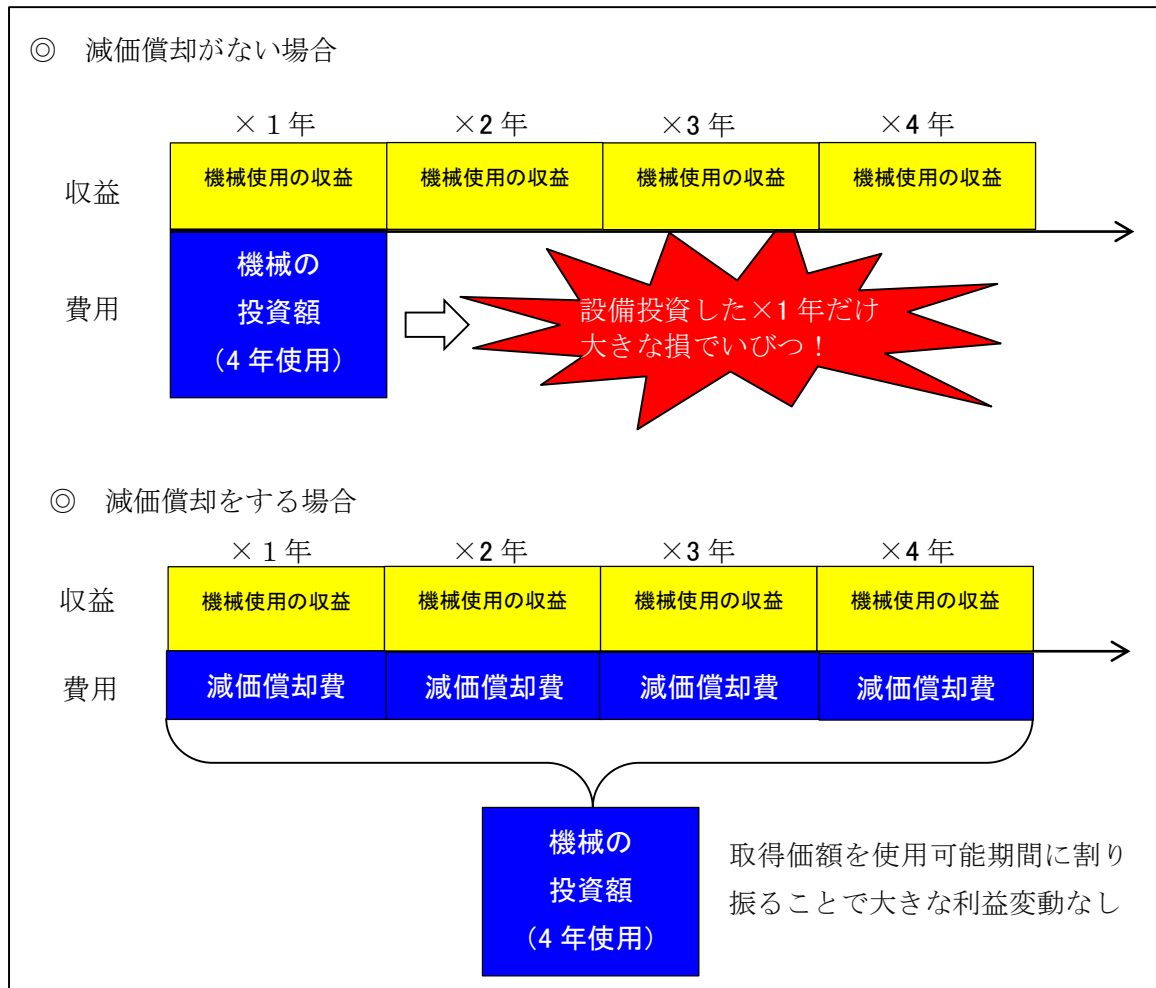 ◎　減価償却がない場合
×１年　×2年　×3年　×4年
収益　機械使用の収益　機械使用の収益　機械使用の収益　機械使用の収益
費用
機械の
投資額
（4年使用）
設備投資した×1年だけ
大きな損でいびつ！
◎　減価償却をする場合
×１年　×2年　×3年　×4年
収益　機械使用の収益　機械使用の収益　機械使用の収益　機械使用の収益
費用　減価償却費　減価償却費　減価償却費　減価償却費
機械の
投資額
（4年使用）
取得価額を使用可能期間に割り
振ることで大きな利益変動なし